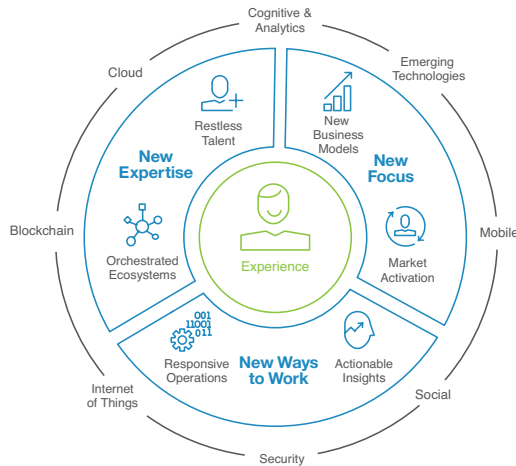 Cognitive &
Analytics
Cloud
Emerging
Technologies
Restless
Talent
New
Business
Models
New
Expertise
New
Focus
Blockchain
Mobile
Orchestrated
Ecosystems
Experience
Market
Activation
001
11001
011
Responsive
Operations
New Ways
to Work
Actionable
Insights
Internet
of Things
Social
Security